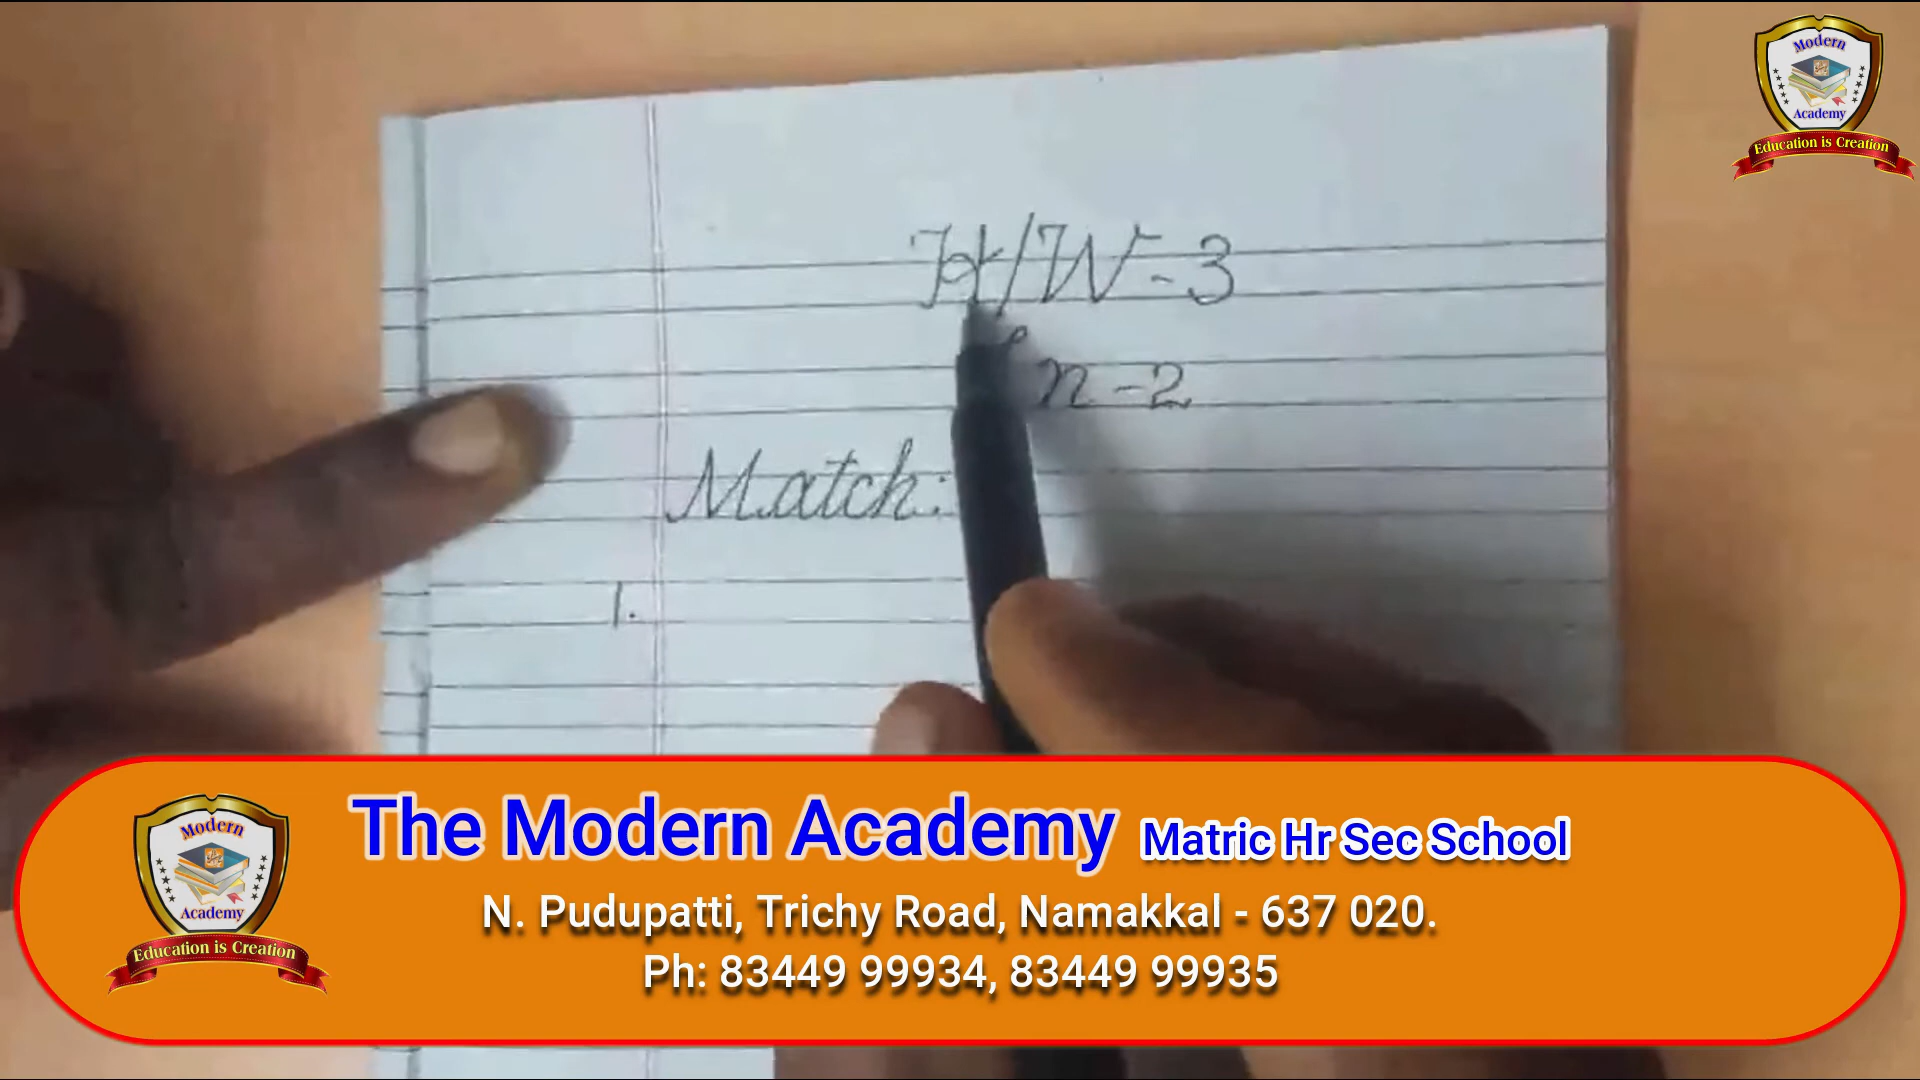 Modern
Academy
Education is Creation
H/W-3
n-2
Match:
1.
Modern
Academy
Education is Creation
The Modern Academy Matric Hr Sec School
N. Pudupatti, Trichy Road, Namakkal - 637 020.
Ph: 83449 99934, 83449 99935